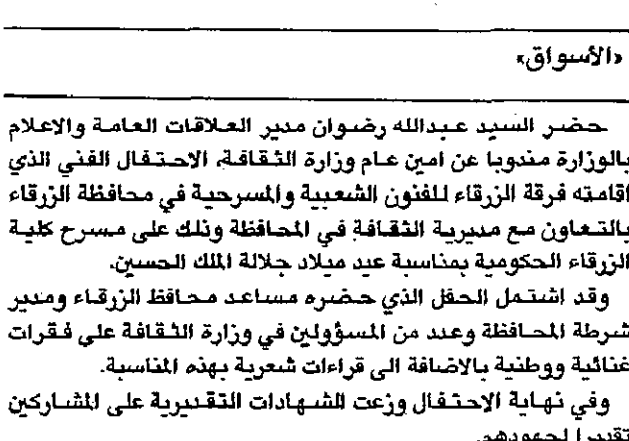 «الأسواق»
حضر السيد عبدالله رضوان مدير العلاقات العامة والاعلام
بالوزارة مندوبا عن امين عام وزارة الثقافة، الاحتفال الفني الذي
اقامته فرقة الزرقاء للفنون الشعبية والمسرحية في محافظة الزرقاء
بالتعاون مع مديرية الثقافة في المحافظة وذلك على مسرح كلية
الزرقاء الحكومية بمناسبة عيد ميلاد جلالة الملك الحسين.
وقد اشتمل الحفل الذي حضره مساعد محافظ الزرقاء ومدير
شرطة المحافظة وعدد من المسؤولين في وزارة الثقافة على فقرات
غنائية ووطنية بالاضافة الى قراءات شعرية بهذه المناسبة.
وفي نهاية الاحتفال وزعت الشهادات التقديرية على المشاركين
تقديرا لجهودهم.